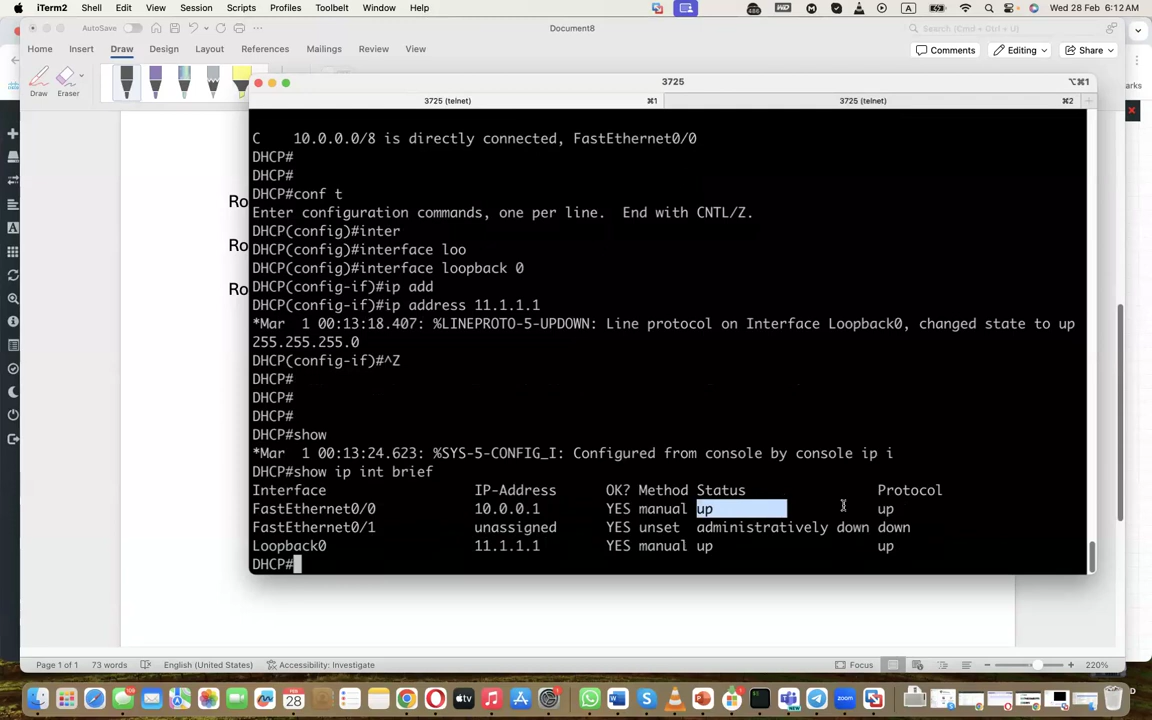 iTerm2 Shell Edit View Session Scripts Profiles Toolbelt Window Help Wed 28 Feb 6:12 AM
AutoSave Document8 Search (Cmd + Ctrl + U)
Home Insert Draw Design Layout References Mailings Review View Comments Editing Share
Draw Eraser
3725 ⌥⌘1
3725 (telnet) ⌘1 3725 (telnet) ⌘2
C 10.0.0.0/8 is directly connected, FastEthernet0/0
DHCP#
DHCP#
DHCP#conf t
Enter configuration commands, one per line. End with CNTL/Z.
DHCP(config)#inter
DHCP(config)#interface loo
DHCP(config)#interface loopback 0
DHCP(config-if)#ip add
DHCP(config-if)#ip address 11.1.1.1
*Mar 1 00:13:18.407: %LINEPROTO-5-UPDOWN: Line protocol on Interface Loopback0, changed state to up
255.255.255.0
DHCP(config-if)#^Z
DHCP#
DHCP#
DHCP#
DHCP#show
*Mar 1 00:13:24.623: %SYS-5-CONFIG_I: Configured from console by console ip i
DHCP#show ip int brief
Interface IP-Address OK? Method Status Protocol
FastEthernet0/0 10.0.0.1 YES manual up up
FastEthernet0/1 unassigned YES unset administratively down down
Loopback0 11.1.1.1 YES manual up up
DHCP#
Ro
Ro
Ro
arks
Page 1 of 1 73 words English (United States) Accessibility: Investigate Focus 220%